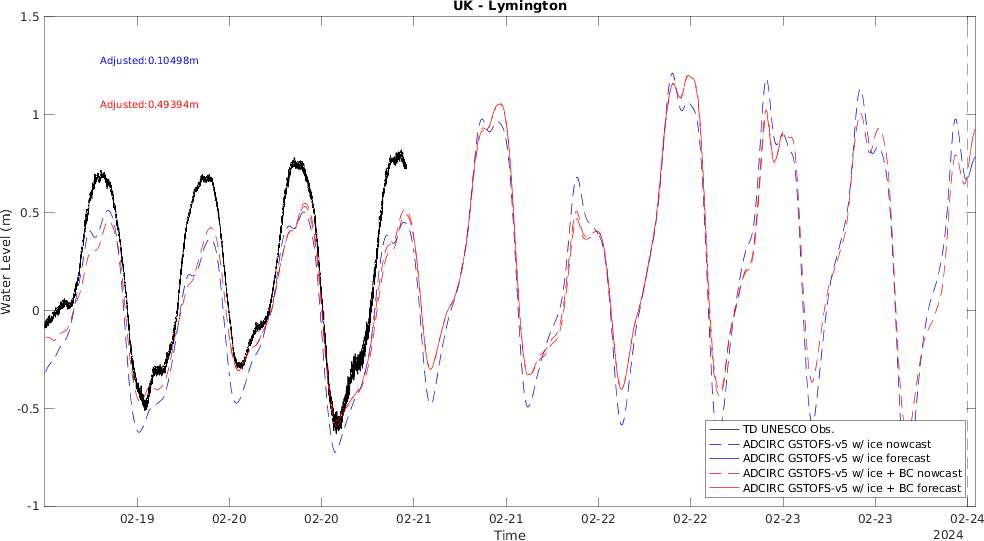 UK - Lymington
1.5
1
0.5
0
-0.5
-1
Water Level (m)
Adjusted:0.10498m
Adjusted:0.49394m
TD UNESCO Obs.
ADCIRC GSTOFS-v5 w/ ice nowcast
ADCIRC GSTOFS-v5 w/ ice forecast
ADCIRC GSTOFS-v5 w/ ice + BC nowcast
ADCIRC GSTOFS-v5 w/ ice + BC forecast
02-19 02-20 02-20 02-21 02-21 02-22 02-22 02-23 02-23 02-24
Time
2024